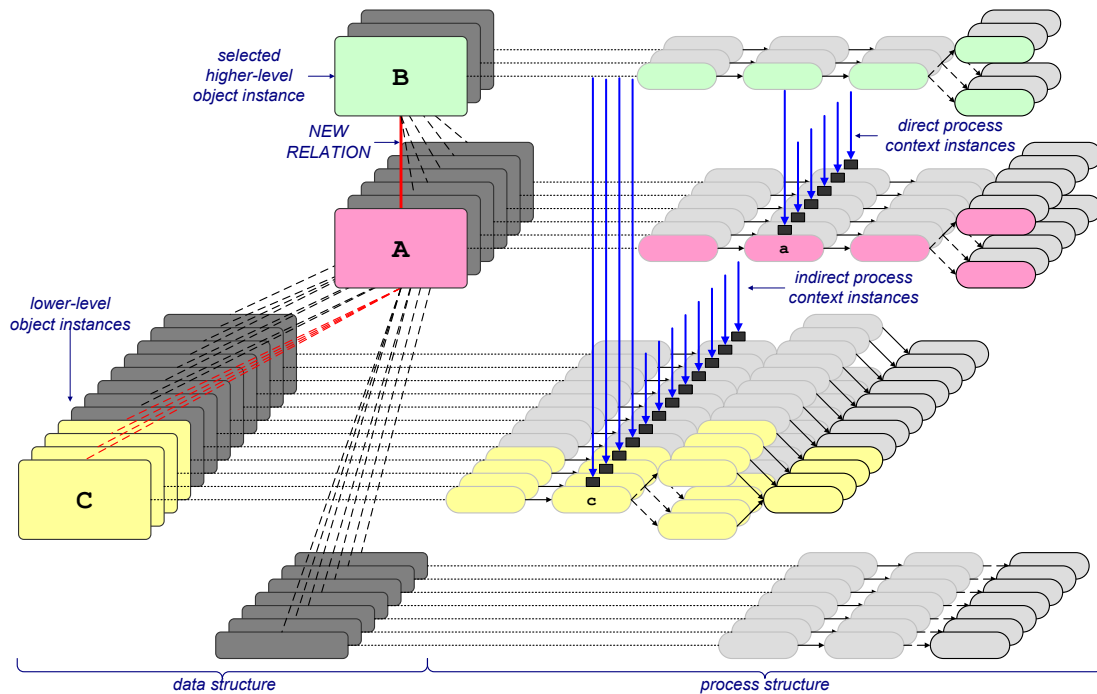 selected
higher-level
object instance
B
NEW
RELATION
direct process
context instances
A
a
indirect process
context instances
lower-level
object instances
C
c
data structure
process structure